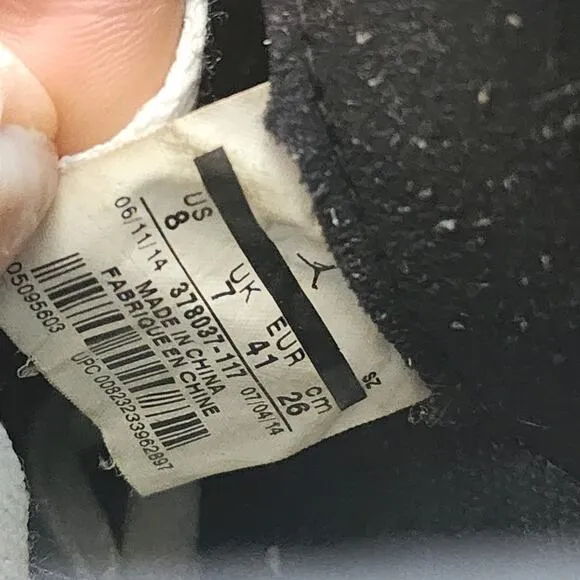 US UK EUR cm
8 7 41 26
SZ
06/11/14 378037-117 07/04/14
MADE IN CHINA
FABRIQUE EN CHINE
05095603
UPC 00823233962897